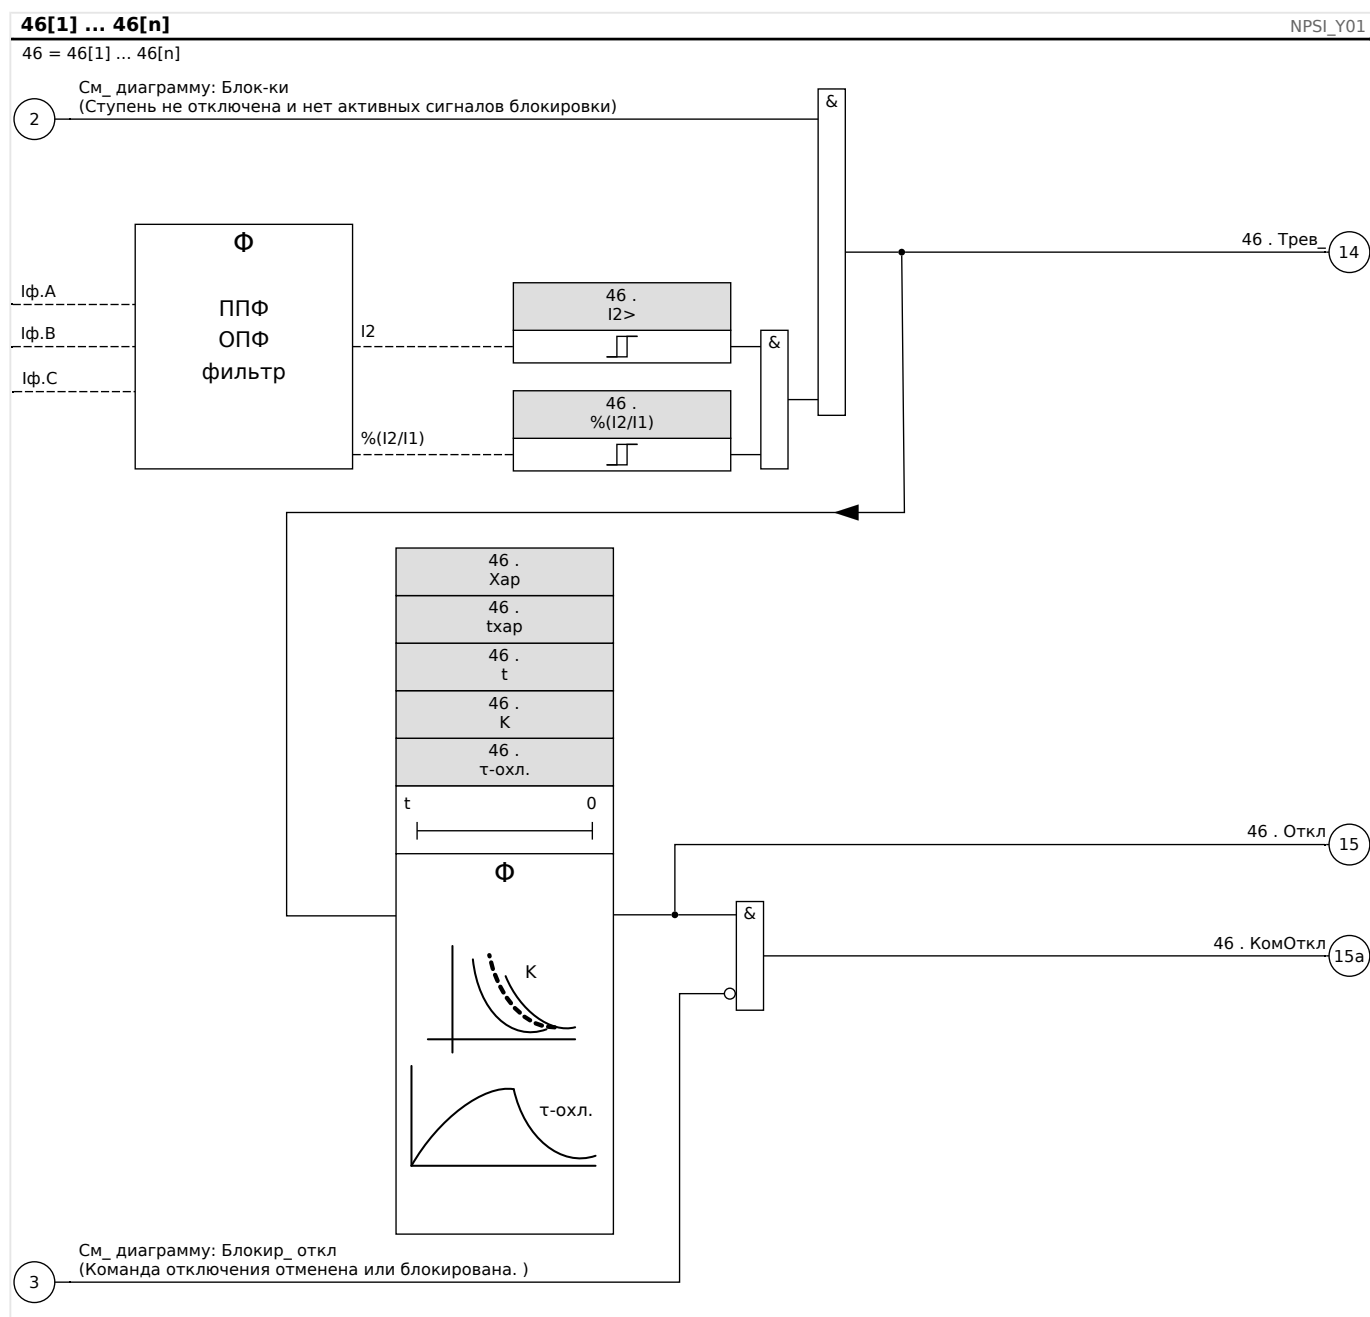 46[1] ... 46[n]
NPSI_Y01
46 = 46[1] ... 46[n]
См_ диаграмму: Блок-ки
(Ступень не отключена и нет активных сигналов блокировки)
2
&
46 . Трев_
14
Φ
ППФ
ОПФ
фильтр
Iф.A
Iф.B
Iф.C
I2
%(I2/I1)
46 .
I2>
46 .
%(I2/I1)
&
46 .
Хар
46 .
tхар
46 .
t
46 .
K
46 .
τ-охл.
t
0
Φ
K
τ-охл.
46 . Откл
15
&
46 . КомОткл
15a
См_ диаграмму: Блокир_ откл
(Команда отключения отменена или блокирована. )
3